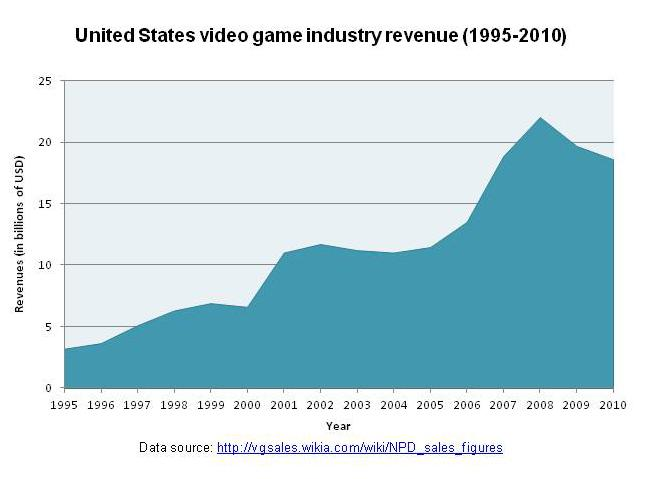 United States video game industry revenue (1995-2010)
Revenues (in billions of USD)
25
20
15
10
5
0
1995 1996 1997 1998 1999 2000 2001 2002 2003 2004 2005 2006 2007 2008 2009 2010
Year
Data source: http://vgsales.wikia.com/wiki/NPD_sales_figures